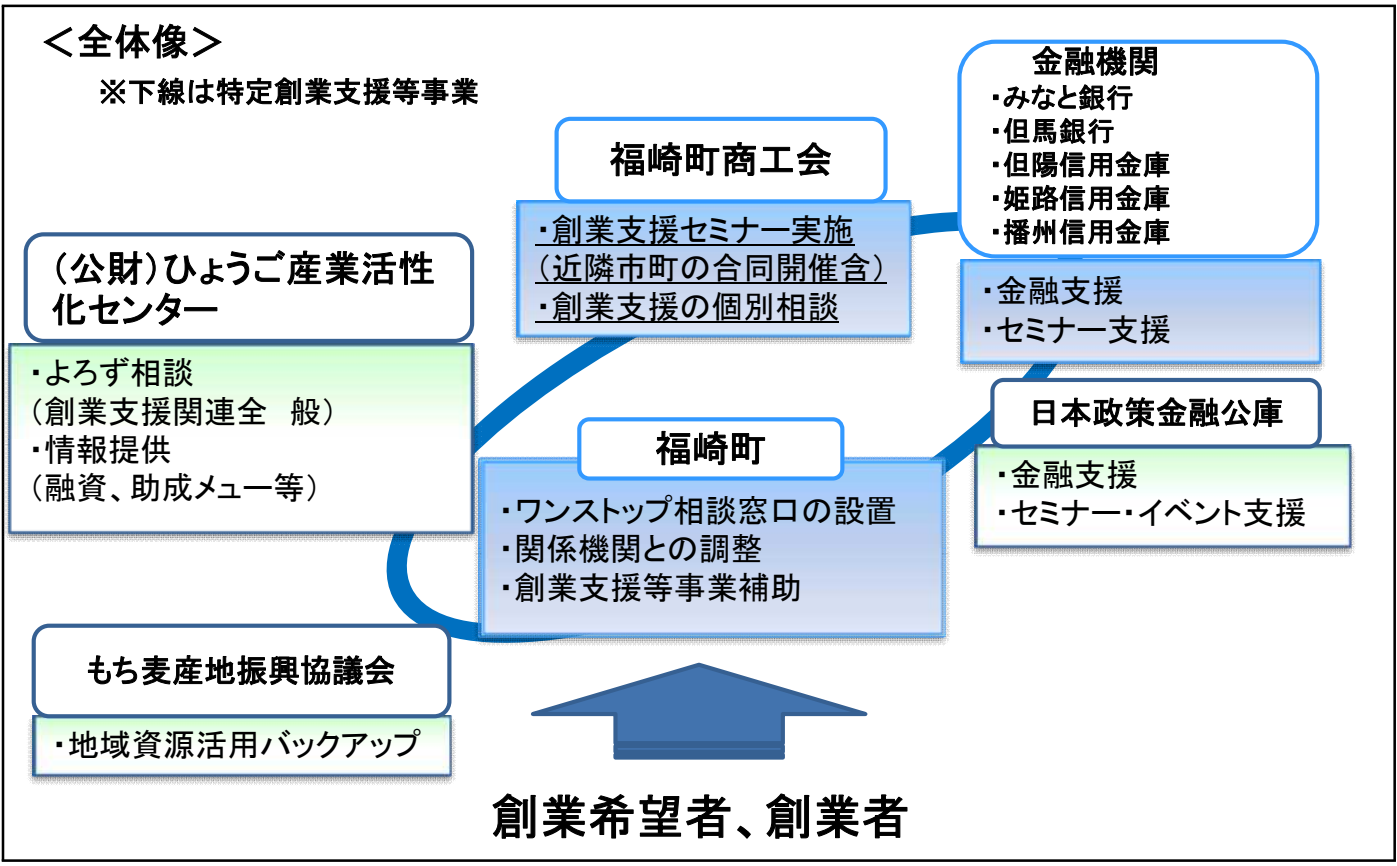 ＜全体像＞
※下線は特定創業支援等事業
金融機関
・みなと銀行
・但馬銀行
・但陽信用金庫
・姫路信用金庫
・播州信用金庫
・金融支援
・セミナー支援
福崎町商工会
・創業支援セミナー実施
（近隣市町の合同開催含）
・創業支援の個別相談
（公財）ひょうご産業活性
化センター
・よろず相談
（創業支援関連全　般）
・情報提供
（融資、助成メュー等）
日本政策金融公庫
・金融支援
・セミナー・イベント支援
福崎町
・ワンストップ相談窓口の設置
・関係機関との調整
・創業支援等事業補助
もち麦産地振興協議会
・地域資源活用バックアップ
創業希望者、創業者